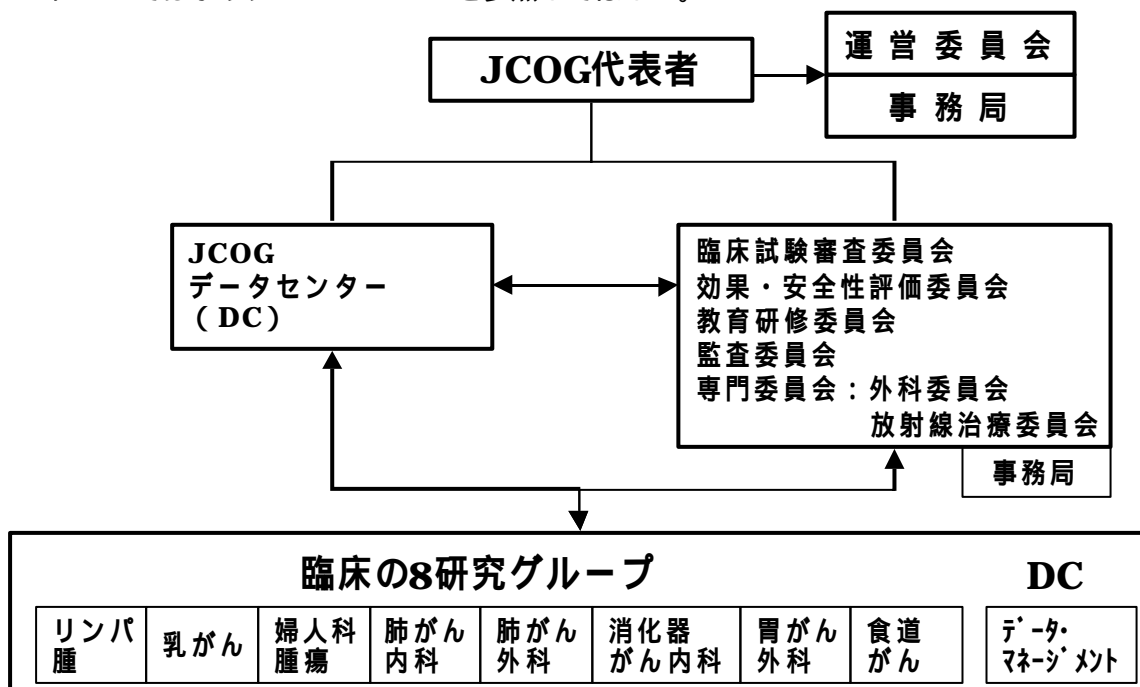 運営委員会
JCOG代表者
事務局
JCOG
データセンター
（DC）
臨床試験審査委員会
効果・安全性評価委員会
教育研修委員会
監査委員会
専門委員会：外科委員会
放射線治療委員会
事務局
臨床の8研究グループ
DC
リンパ
腫
乳がん
婦人科
腫瘍
肺がん
内科
肺がん
外科
消化器
がん内科
胃がん
外科
食道
がん
ﾃﾞｰﾀ・
ﾏﾈｰｼﾞﾒﾝﾄ